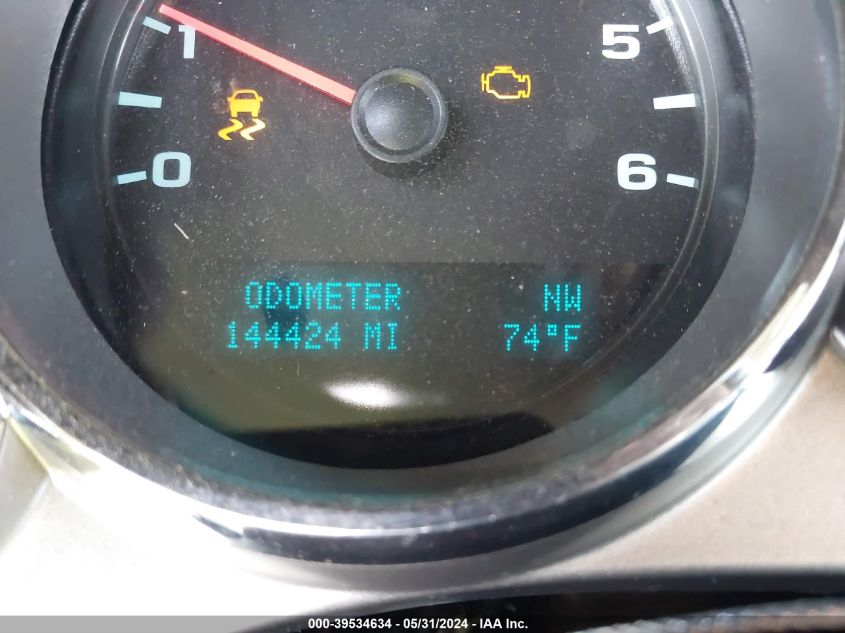 1 5
0 6
ODOMETER NW
144424 MI 74°F
000-39534634 / 05/31/2024 - IAA Inc.